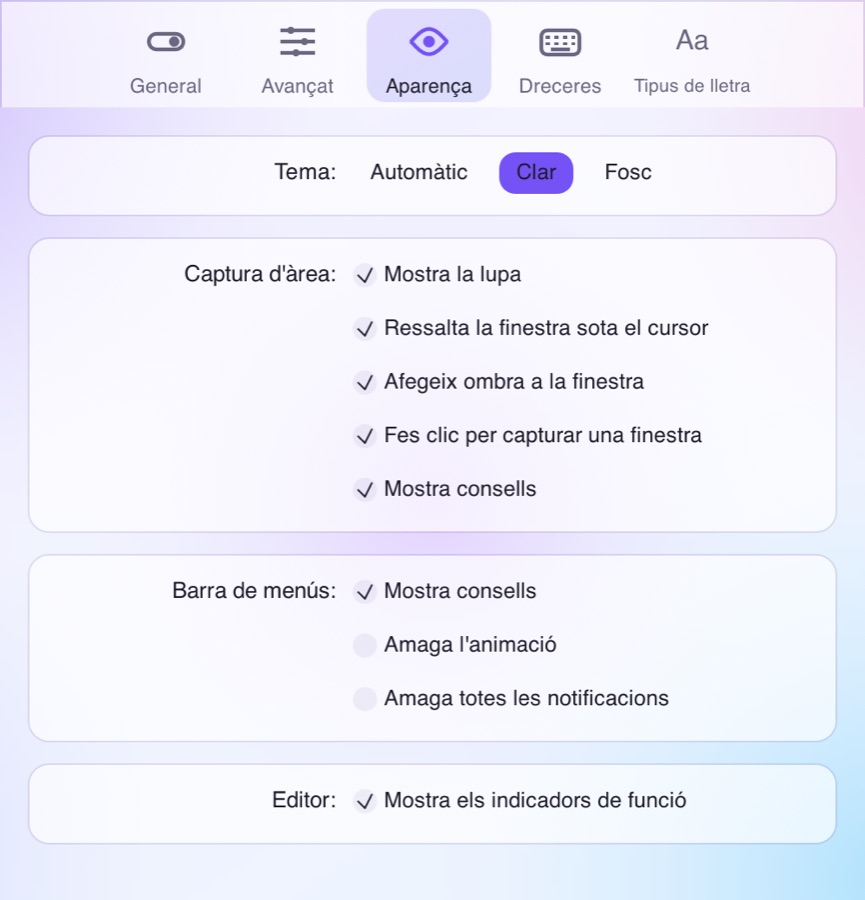 General
Avançat
Aparença
Dreceres
Aa
Tipus de lletra
Tema: Automàtic Clar Fosc
Captura d'àrea: Mostra la lupa
Ressalta la finestra sota el cursor
Afegeix ombra a la finestra
Fes clic per capturar una finestra
Mostra consells
Barra de menús: Mostra consells
Amaga l'animació
Amaga totes les notificacions
Editor: Mostra els indicadors de funció